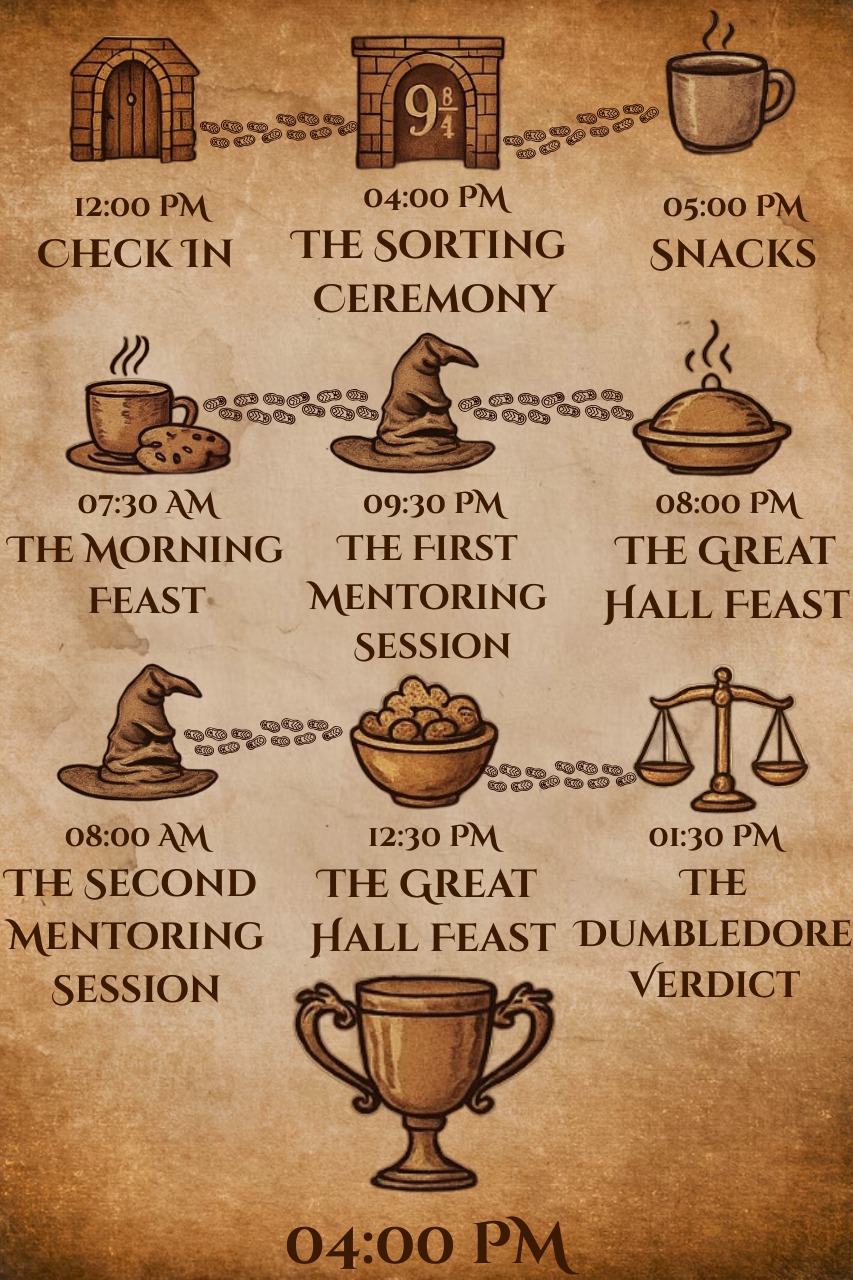 9 8/4
12:00 PM
Check In
04:00 PM
The Sorting
Ceremony
05:00 PM
Snacks
07:30 AM
The Morning
Feast
09:30 PM
The First
Mentoring
Session
08:00 PM
The Great
Hall Feast
08:00 AM
The Second
Mentoring
Session
12:30 PM
The Great
Hall Feast
01:30 PM
The
Dumbledore
Verdict
04:00 PM